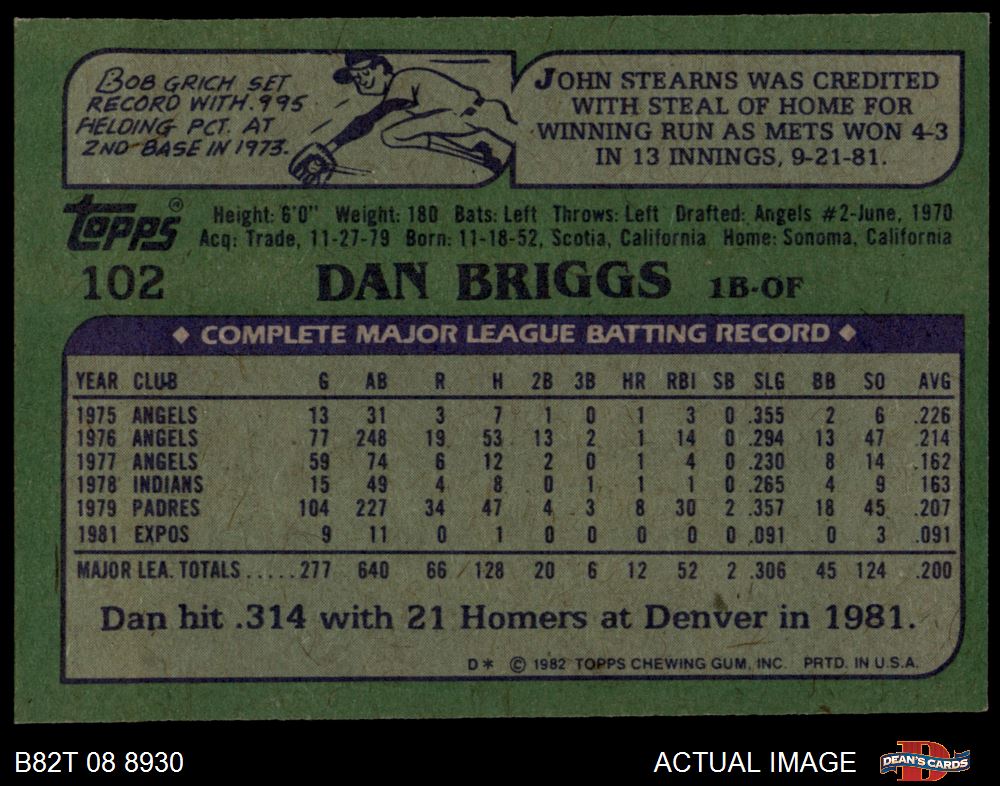 BOB GRICH SET
RECORD WITH .995
FIELDING PCT. AT
2ND BASE IN 1973.
JOHN STEARNS WAS CREDITED
WITH STEAL OF HOME FOR
WINNING RUN AS METS WON 4-3
IN 13 INNINGS, 9-21-81.
TOPPS®
Height: 6'0" Weight: 180 Bats: Left Throws: Left Drafted: Angels #2-June, 1970
Acq: Trade, 11-27-79 Born: 11-18-52, Scotia, California Home: Sonoma, California
102 DAN BRIGGS 1B-OF
◆ COMPLETE MAJOR LEAGUE BATTING RECORD ◆
YEAR CLUB G AB R H 2B 3B HR RBI SB SLG BB SO AVG
1975 ANGELS 13 31 3 7 1 0 1 3 0 .355 2 6 .226
1976 ANGELS 77 248 19 53 13 2 1 14 0 .294 13 47 .214
1977 ANGELS 59 74 6 12 2 0 1 4 0 .230 8 14 .162
1978 INDIANS 15 49 4 8 0 1 1 1 0 .265 4 9 .163
1979 PADRES 104 227 34 47 4 3 8 30 2 .357 18 45 .207
1981 EXPOS 9 11 0 1 0 0 0 0 0 .091 0 3 .091
MAJOR LEA. TOTALS.....277 640 66 128 20 6 12 52 2 .306 45 124 .200
Dan hit .314 with 21 Homers at Denver in 1981.
D* © 1982 TOPPS CHEWING GUM, INC. PRTD. IN U.S.A.
B82T 08 8930
ACTUAL IMAGE
D
DEAN'S CARDS